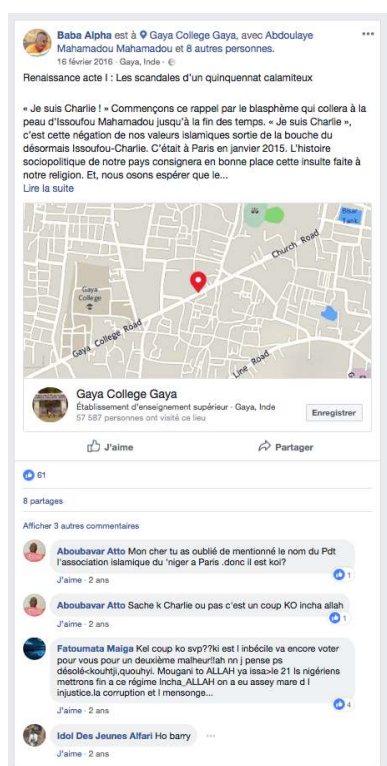 Baba Alpha est à Gaya College Gaya, avec Abdoulaye
Mahamadou Mahamadou et 8 autres personnes.
16 février 2016 · Gaya, Inde ·
Renaissance acte I : Les scandales d'un quinquennat calamiteux
« Je suis Charlie ! » Commençons ce rappel par le blasphème qui collera à la
peau d'Issoufou Mahamadou jusqu'à la fin des temps. « Je suis Charlie »,
c'est cette négation de nos valeurs islamiques sortie de la bouche du
désormais Issoufou-Charlie. C'était à Paris en janvier 2015. L'histoire
sociopolitique de notre pays consignera en bonne place cette insulte faite à
notre religion. Et, nous osons espérer que le...
Lire la suite
Bisar
Tank
Church Road
Gaya
College
Gaya College Road
Line Road
Gaya College Gaya
Établissement d'enseignement supérieur · Gaya, Inde
57 587 personnes ont visité ce lieu
Enregistrer
J'aime
Partager
61
8 partages
Afficher 3 autres commentaires
Aboubavar Atto Mon cher tu as oublié de mentionné le nom du Pdt
l'association islamique du 'niger a Paris .donc il est koi?
1
J'aime · 2 ans
Aboubavar Atto Sache k Charlie ou pas c'est un coup KO incha allah
1
J'aime · 2 ans
Fatoumata Maiga Kel coup ko svp??ki est l inbécile va encore voter
pour vous pour un deuxième malheur!!ah nn j pense ps
désolé<kouhtji,quouhyi. Mougani to ALLAH ya issa>le 21 ls nigériens
mettrons fin a ce régime Incha_ALLAH on a eu assey mare d l
injustice.la corruption et l mensonge...
4
J'aime · 2 ans
Idol Des Jeunes Alfari Ho barry
J'aime · 2 ans